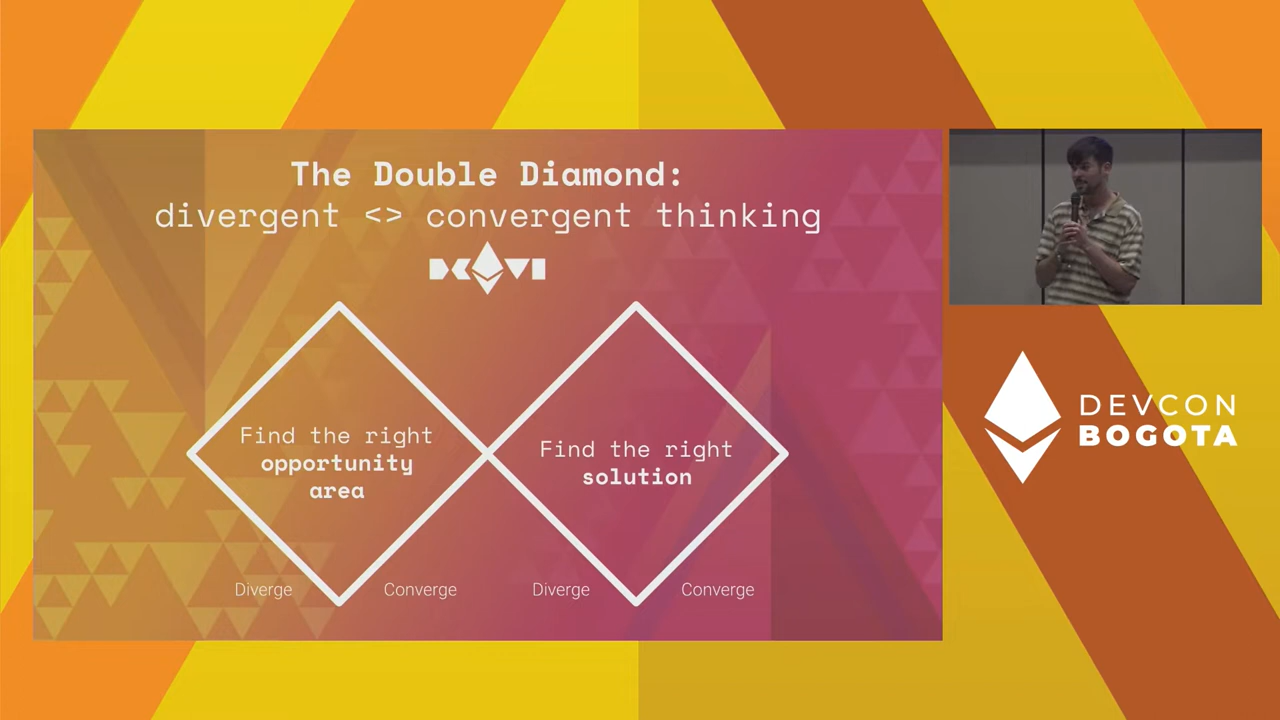 The Double Diamond:
divergent <> convergent thinking
Find the right
opportunity
area
Find the right
solution
Diverge
Converge
Diverge
Converge
DEVCON
BOGOTA